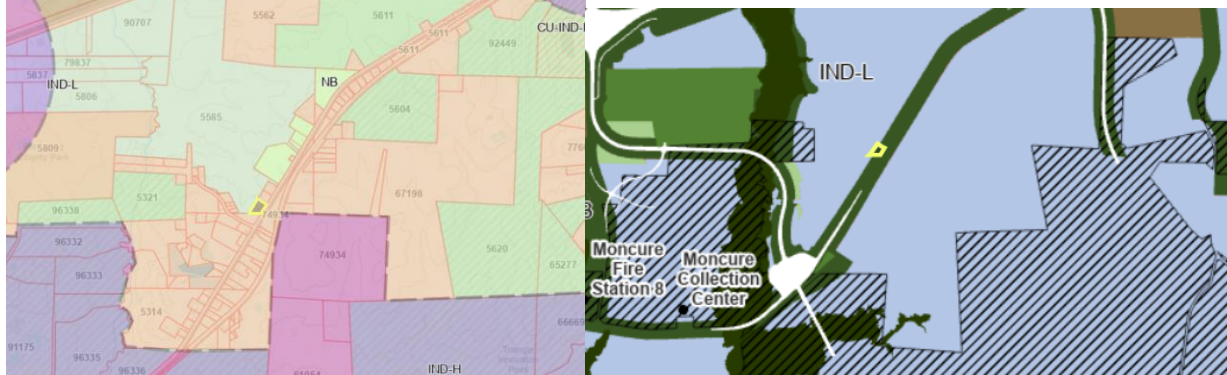 90707
5562
5611
5611
5611
CU-IND-
92449
79837
5837
IND-L
5806
NB
5585
5604
5809
5321
67198
96338
74934
96332
74934
5620
65277
96333
5314
91175
96335
66669
96336
61054
IND-H
IND-L
Moncure
Fire
Station 8
Moncure
Collection
Center